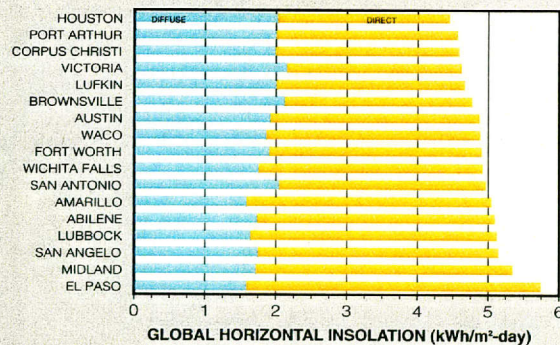 HOUSTON DIFFUSE DIRECT
PORT ARTHUR
CORPUS CHRISTI
VICTORIA
LUFKIN
BROWNSVILLE
AUSTIN
WACO
FORT WORTH
WICHITA FALLS
SAN ANTONIO
AMARILLO
ABILENE
LUBBOCK
SAN ANGELO
MIDLAND
EL PASO
0 1 2 3 4 5 6
GLOBAL HORIZONTAL INSOLATION (kWh/m²-day)